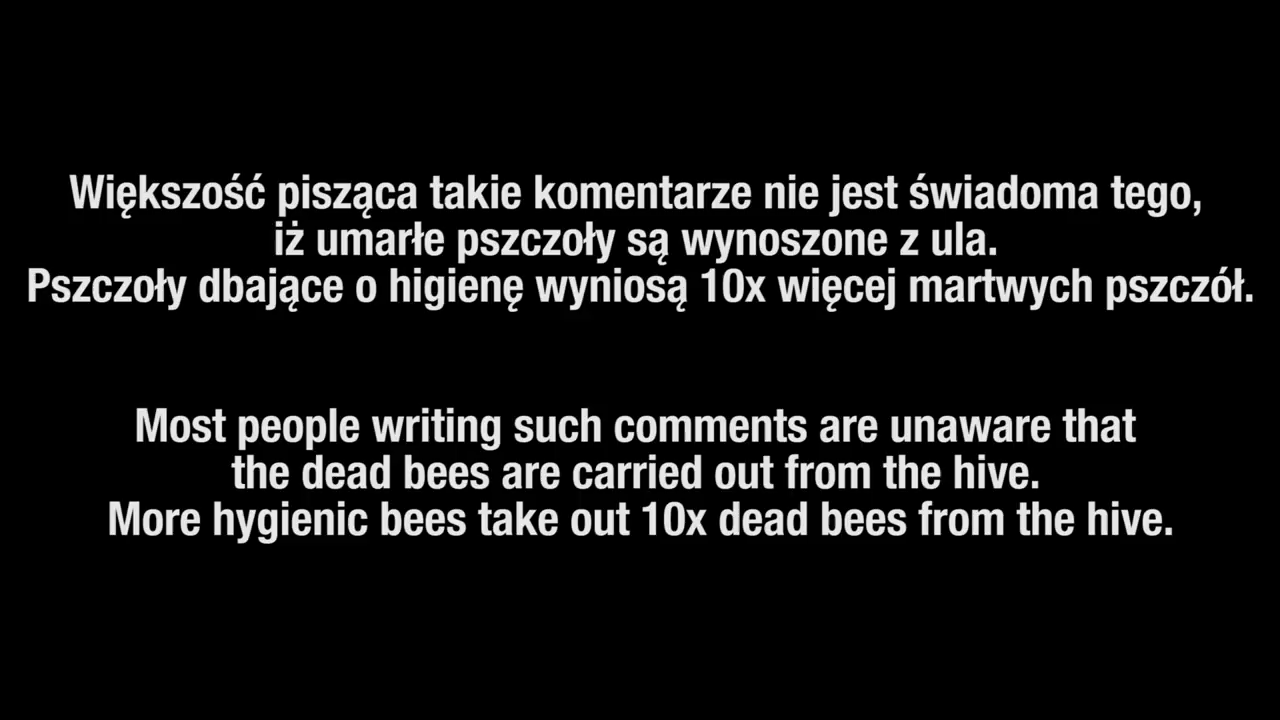 Większość pisząca takie komentarze nie jest świadoma tego,
iż umarłe pszczoły są wynoszone z ula.
Pszczoły dbające o higienę wyniosą 10x więcej martwych pszczół.
Most people writing such comments are unaware that
the dead bees are carried out from the hive.
More hygienic bees take out 10x dead bees from the hive.